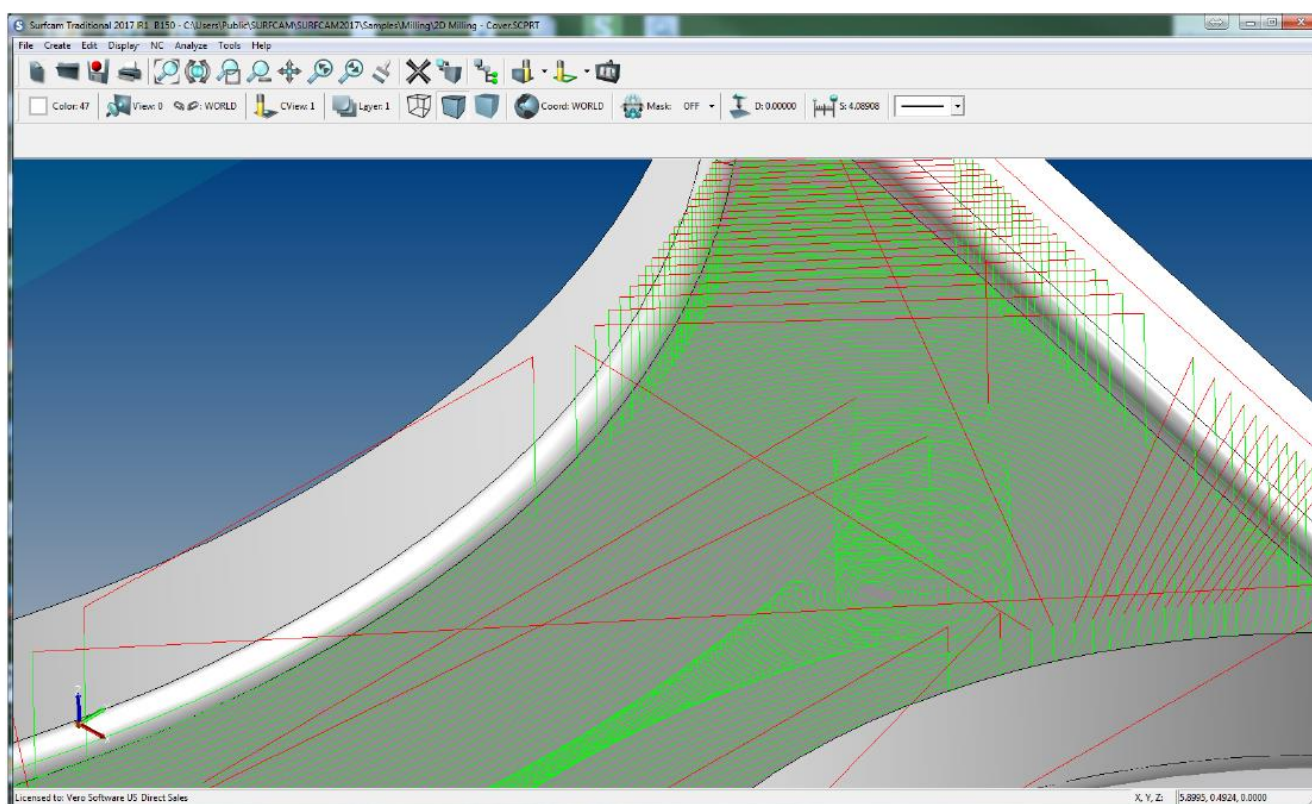 Surfcam Traditional 2017 R1 B150 - C:\Users\Public\SURFCAM\SURFCAM2017\Samples\Milling\2D Milling - Cover.SCPRT
File Create Edit Display NC Analyze Tools Help
Color: 47 View: 0 : WORLD CView: 1 Layer: 1 Coord: WORLD Mask: OFF D: 0.00000 S: 4.08908
Licensed to: Vero Software US Direct Sales X, Y, Z: 5.8995, 0.4924, 0.0000